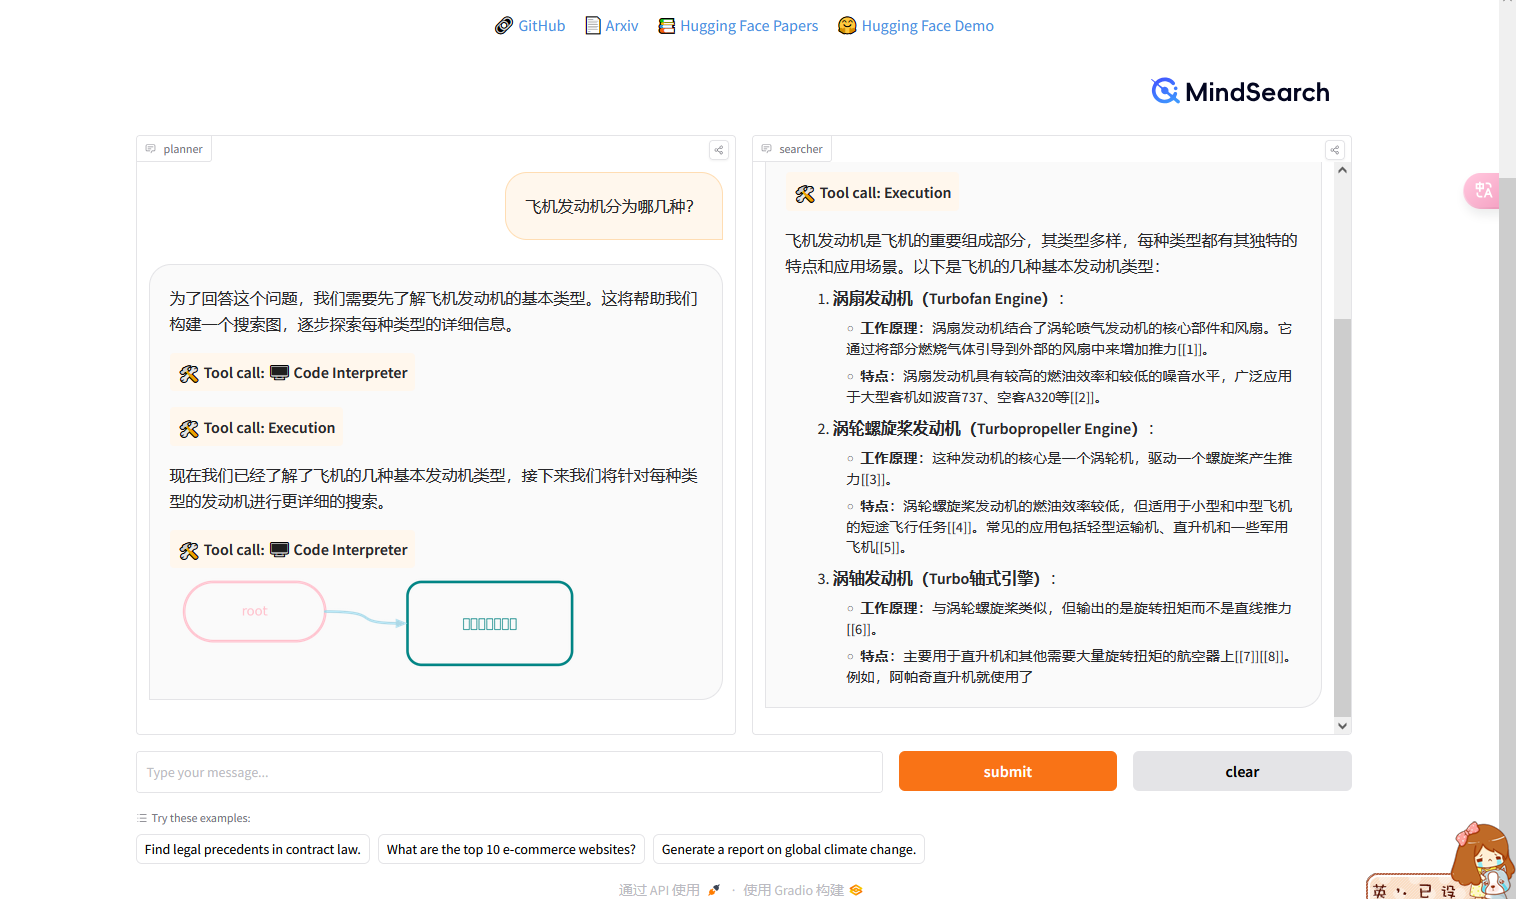 GitHub Arxiv Hugging Face Papers Hugging Face Demo
MindSearch
planner
飞机发动机分为哪几种?
为了回答这个问题，我们需要先了解飞机发动机的基本类型。这将帮助我们
构建一个搜索图，逐步探索每种类型的详细信息。
Tool call: Code Interpreter
Tool call: Execution
现在我们已经了解了飞机的几种基本发动机类型，接下来我们将针对每种类
型的发动机进行更详细的搜索。
Tool call: Code Interpreter
root
searcher
Tool call: Execution
飞机发动机是飞机的重要组成部分，其类型多样，每种类型都有其独特的
特点和应用场景。以下是飞机的几种基本发动机类型：
1. 涡扇发动机（Turbofan Engine）：
工作原理：涡扇发动机结合了涡轮喷气发动机的核心部件和风扇。它
通过将部分燃烧气体引导到外部的风扇中来增加推力[[1]]。
特点：涡扇发动机具有较高的燃油效率和较低的噪音水平，广泛应用
于大型客机如波音737、空客A320等[[2]]。
2. 涡轮螺旋桨发动机（Turbopropeller Engine）：
工作原理：这种发动机的核心是一个涡轮机，驱动一个螺旋桨产生推
力[[3]]。
特点：涡轮螺旋桨发动机的燃油效率较低，但适用于小型和中型飞机
的短途飞行任务[[4]]。常见的应用包括轻型运输机、直升机和一些军用
飞机[[5]]。
3. 涡轴发动机（Turbo轴式引擎）：
工作原理：与涡轮螺旋桨类似，但输出的是旋转扭矩而不是直线推力
[[6]]。
特点：主要用于直升机和其他需要大量旋转扭矩的航空器上[[7]][[8]]。
例如，阿帕奇直升机就使用了
Type your message...
submit
clear
Try these examples:
Find legal precedents in contract law.
What are the top 10 e-commerce websites?
Generate a report on global climate change.
通过 API 使用 · 使用 Gradio 构建
中A
英 '· 已 设